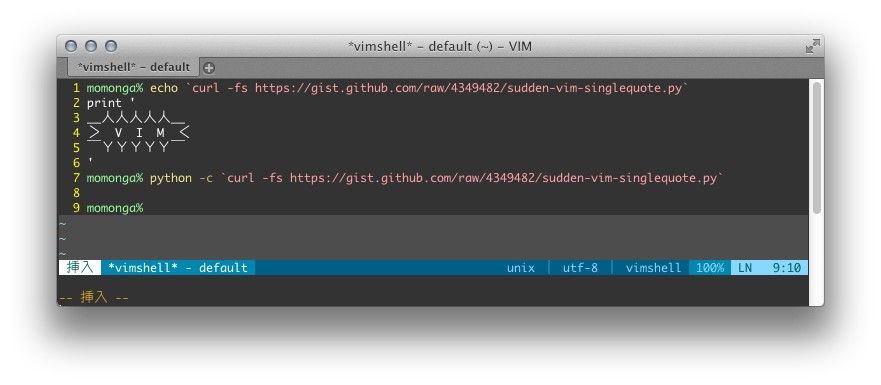 *vimshell* - default (~) - VIM
*vimshell* - default
1 momonga% echo `curl -fs https://gist.github.com/raw/4349482/sudden-vim-singlequote.py`
2 print '
3 ＿人人人人人＿
4 ＞　Ｖ　Ｉ　Ｍ　＜
5 ￣ＹＹＹＹＹ￣
6 '
7 momonga% python -c `curl -fs https://gist.github.com/raw/4349482/sudden-vim-singlequote.py`
8
9 momonga%
~
~
~
挿入 *vimshell* - default unix | utf-8 | vimshell 100% LN 9:10
-- 挿入 --